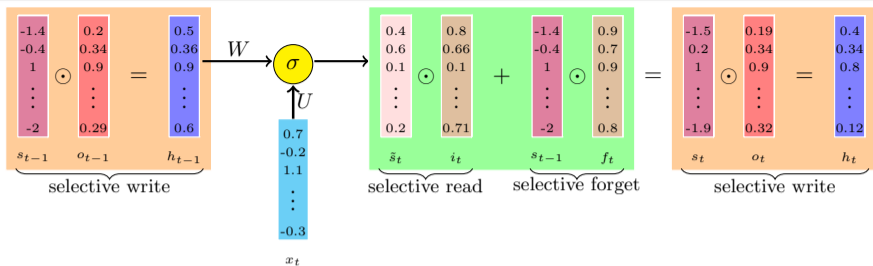 -1.4 0.2 0.5 0.4 0.8 -1.4 0.9 -1.5 0.19 0.4
-0.4 0.34 0.36 W 0.6 0.66 -0.4 0.7 0.2 0.34 0.34
1 ⊙ 0.9 = 0.9 σ 0.1 ⊙ 0.1 + 1 ⊙ 0.9 = 1 ⊙ 0.9 = 0.8
⋮ ⋮ ⋮ U ⋮ ⋮ ⋮ ⋮ ⋮ ⋮ ⋮
-2 0.29 0.6 0.2 0.71 -2 0.8 -1.9 0.32 0.12
s_{t−1} o_{t−1} h_{t−1} s̃_t i_t s_{t−1} f_t s_t o_t h_t
selective write selective read selective forget selective write
0.7
-0.2
1.1
⋮
-0.3
x_t